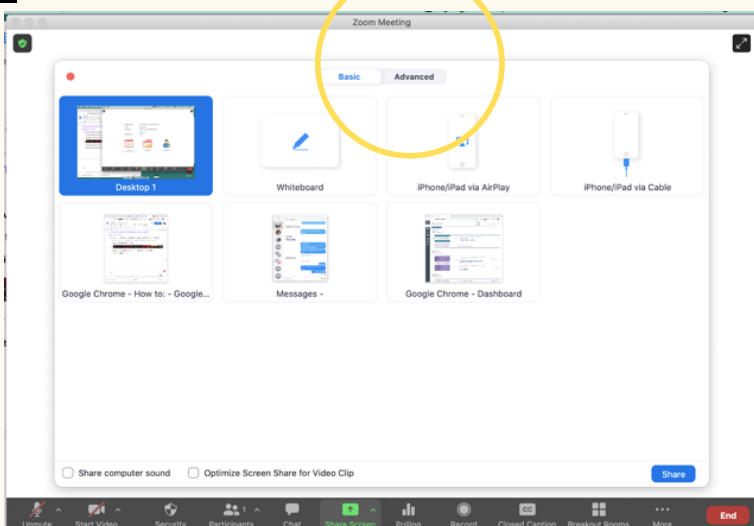 Zoom Meeting
Basic Advanced
Desktop 1 Whiteboard iPhone/iPad via AirPlay iPhone/iPad via Cable
Google Chrome - How to: - Google... Messages - Google Chrome - Dashboard
Share computer sound Optimize Screen Share for Video Clip Share
Unmute Start Video Security Participants 1 Chat Share Screen Polling Record CC Closed Caption Breakout Rooms More End